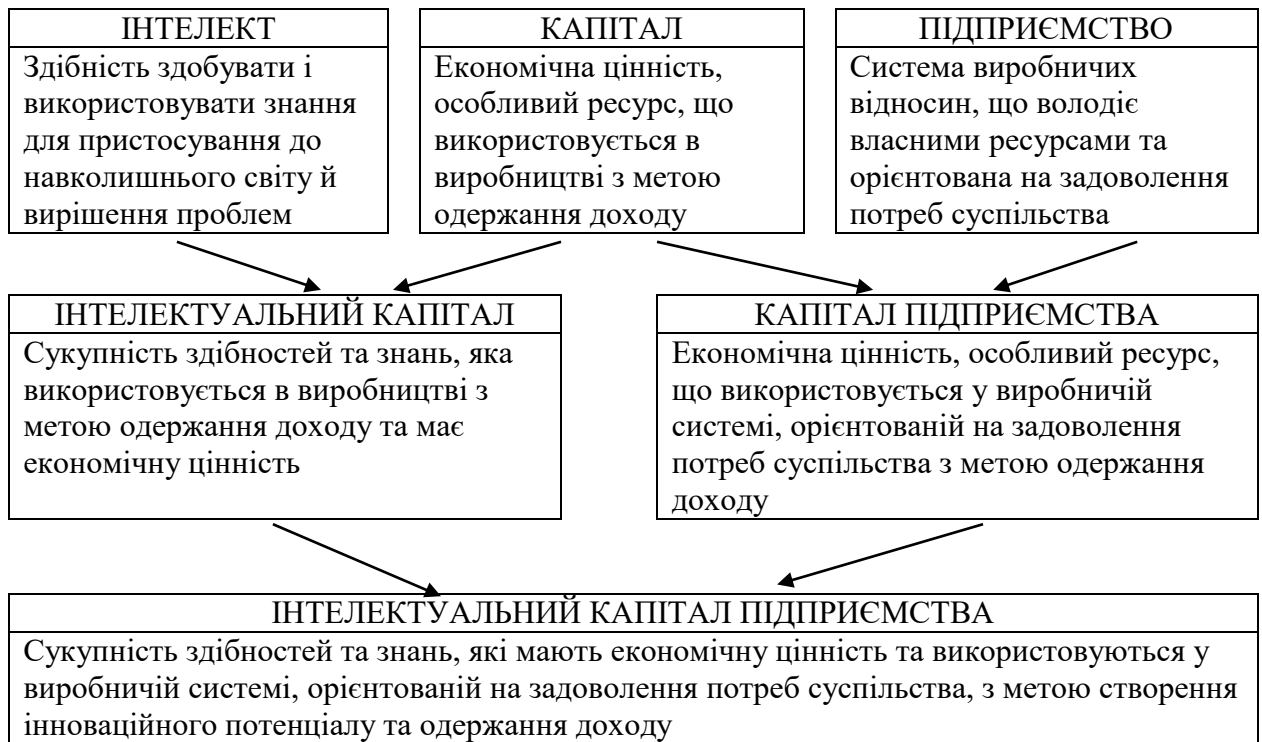 ІНТЕЛЕКТ
Здібність здобувати і
використовувати знання
для пристосування до
навколишнього світу й
вирішення проблем
КАПІТАЛ
Економічна цінність,
особливий ресурс, що
використовується в
виробництві з метою
одержання доходу
ПІДПРИЄМСТВО
Система виробничих
відносин, що володіє
власними ресурсами та
орієнтована на задоволення
потреб суспільства
ІНТЕЛЕКТУАЛЬНИЙ КАПІТАЛ
Сукупність здібностей та знань, яка
використовується в виробництві з
метою одержання доходу та має
економічну цінність
КАПІТАЛ ПІДПРИЄМСТВА
Економічна цінність, особливий ресурс,
що використовується у виробничій
системі, орієнтованій на задоволення
потреб суспільства з метою одержання
доходу
ІНТЕЛЕКТУАЛЬНИЙ КАПІТАЛ ПІДПРИЄМСТВА
Сукупність здібностей та знань, які мають економічну цінність та використовуються у
виробничій системі, орієнтованій на задоволення потреб суспільства, з метою створення
інноваційного потенціалу та одержання доходу